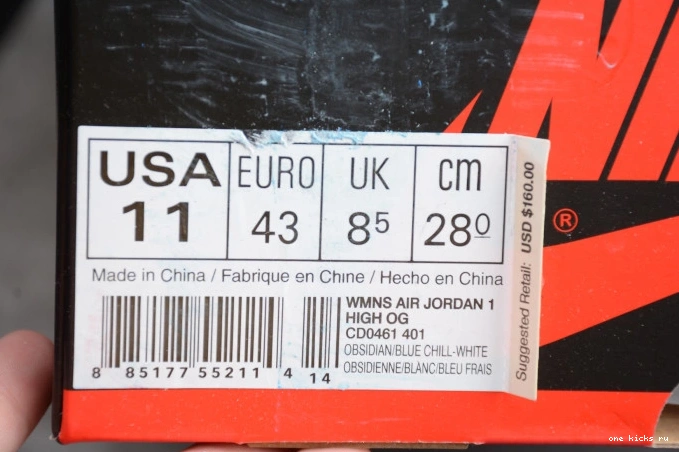 USA EURO UK cm
11 43 8 5 28 0
Made in China / Fabrique en Chine / Hecho en China
WMNS AIR JORDAN 1
HIGH OG
CD0461 401
OBSIDIAN/BLUE CHILL-WHITE
OBSIDIENNE/BLANC/BLEU FRAIS
8 85177 55211 4 14
Suggested Retail: USD $160.00
®
one kicks ru